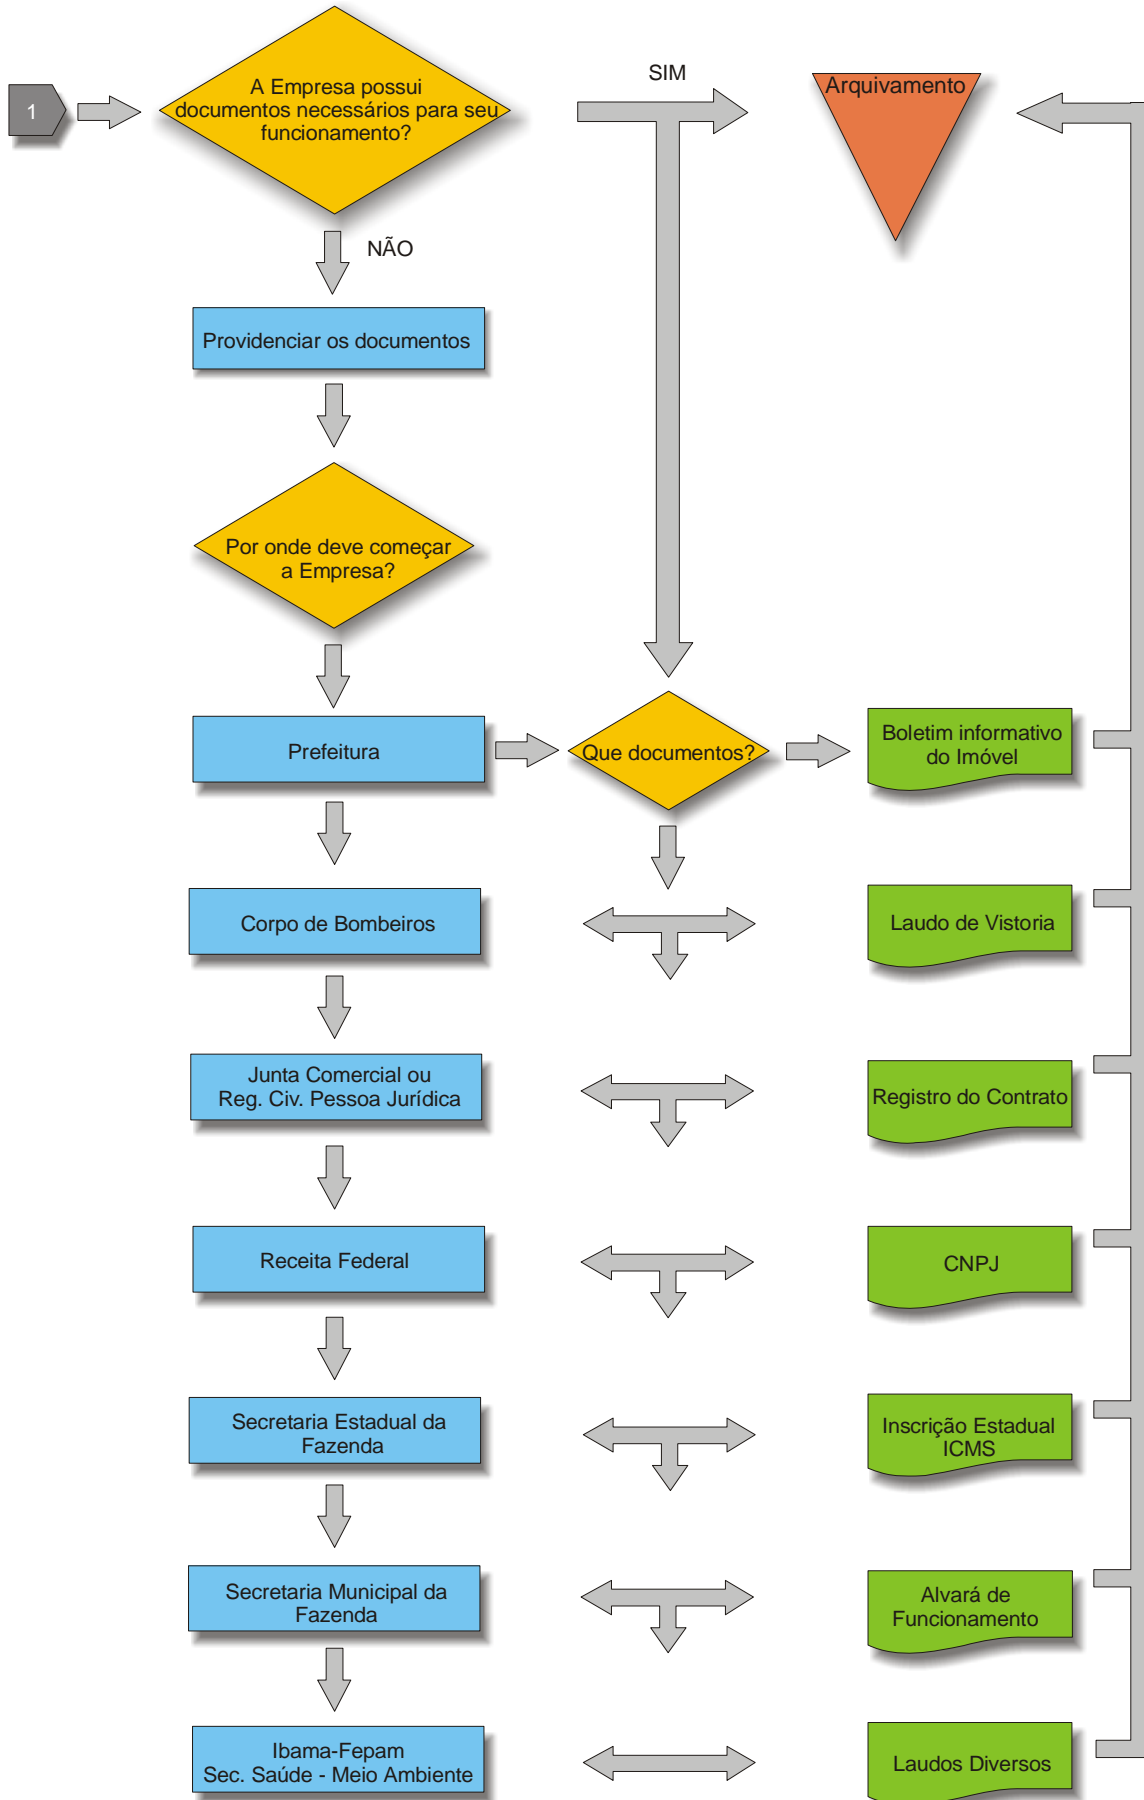 1
A Empresa possui
documentos necessários para seu
funcionamento?
SIM
Arquivamento
NÃO
Providenciar os documentos
Por onde deve começar
a Empresa?
Prefeitura
Que documentos?
Boletim informativo
do Imóvel
Corpo de Bombeiros
Laudo de Vistoria
Junta Comercial ou
Reg. Civ. Pessoa Jurídica
Registro do Contrato
Receita Federal
CNPJ
Secretaria Estadual da
Fazenda
Inscrição Estadual
ICMS
Secretaria Municipal da
Fazenda
Alvará de
Funcionamento
Ibama-Fepam
Sec. Saúde - Meio Ambiente
Laudos Diversos